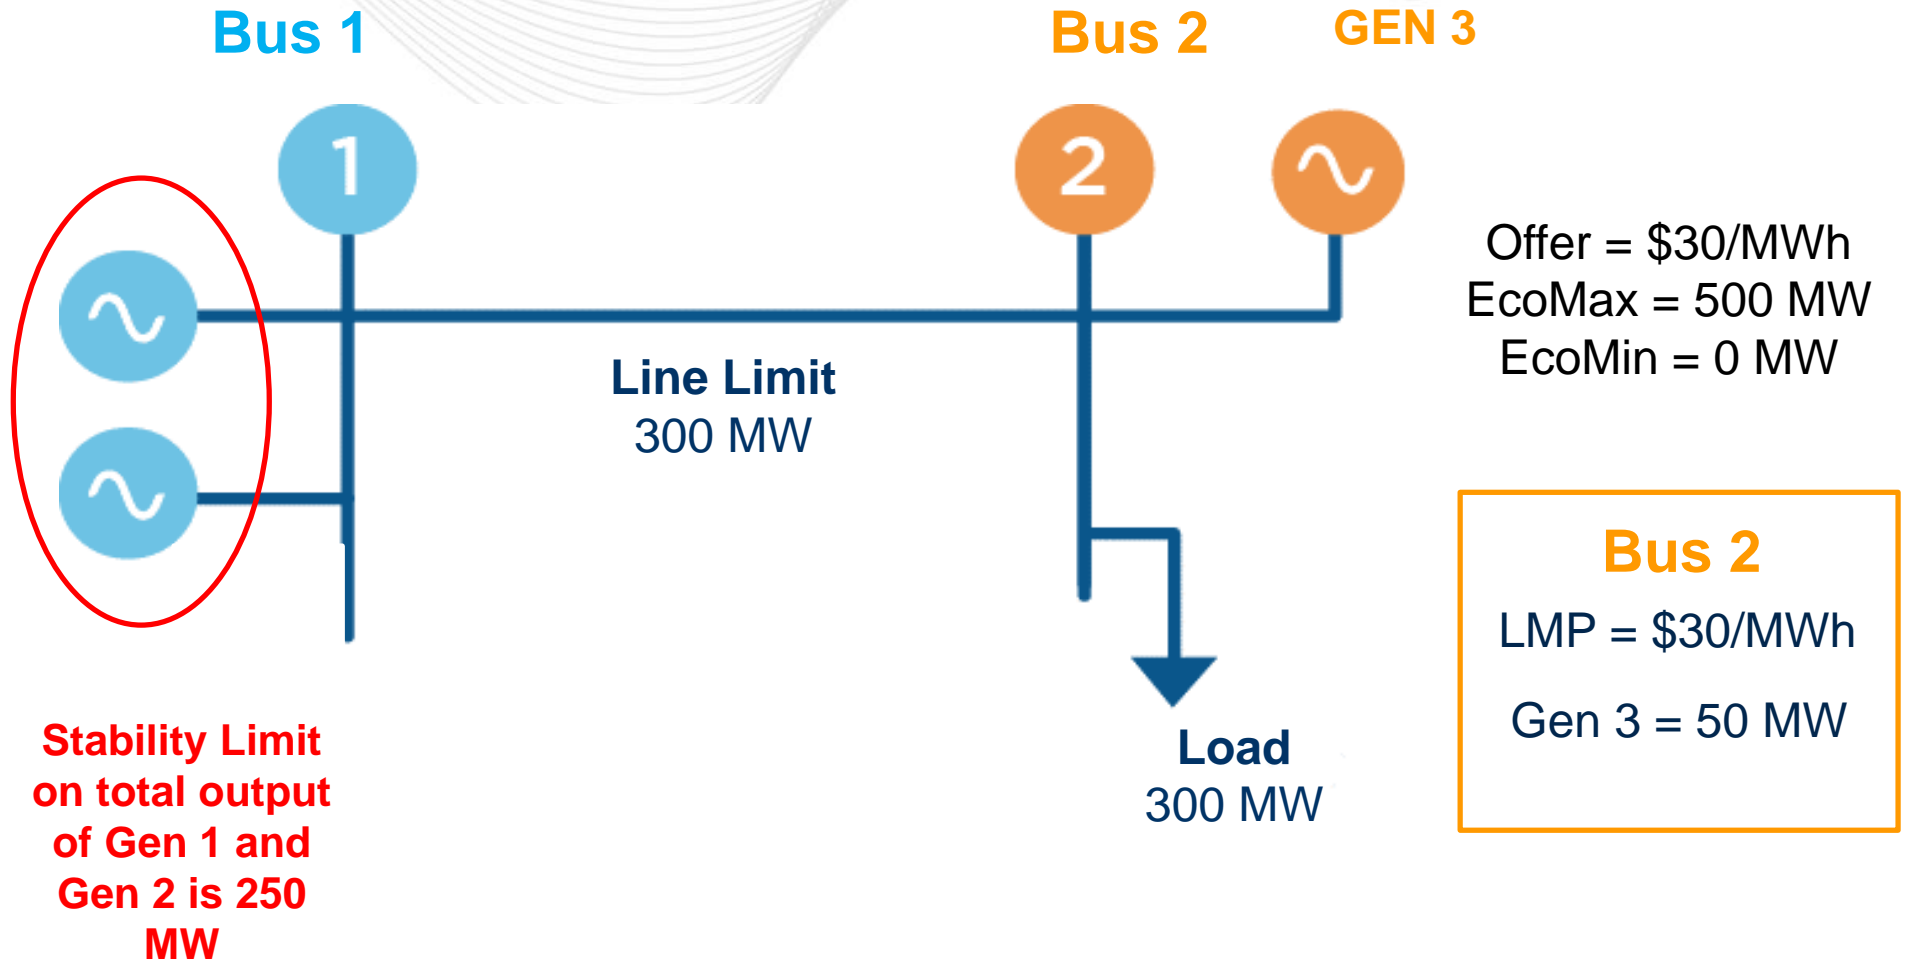 Bus 1
Bus 2
GEN 3
1
2
Offer = $30/MWh
EcoMax = 500 MW
EcoMin = 0 MW
Line Limit
300 MW
Bus 2
LMP = $30/MWh
Gen 3 = 50 MW
Stability Limit
on total output
of Gen 1 and
Gen 2 is 250
MW
Load
300 MW